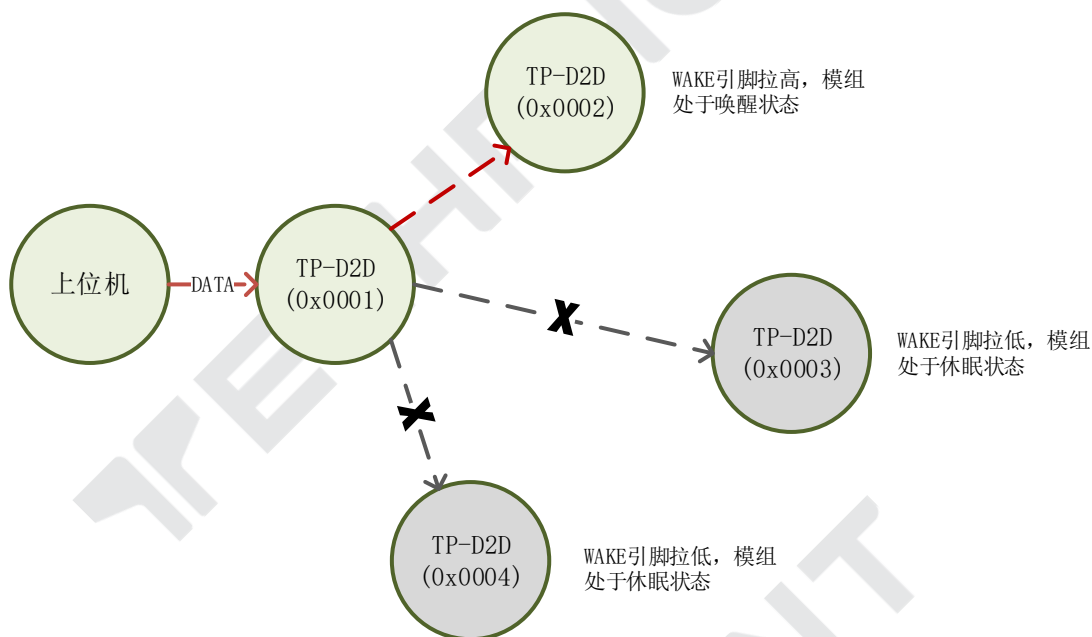 TP-D2D
(0x0002)
WAKE引脚拉高，模组
处于唤醒状态
上位机
DATA
TP-D2D
(0x0001)
X
TP-D2D
(0x0003)
WAKE引脚拉低，模组
处于休眠状态
X
TP-D2D
(0x0004)
WAKE引脚拉低，模组
处于休眠状态